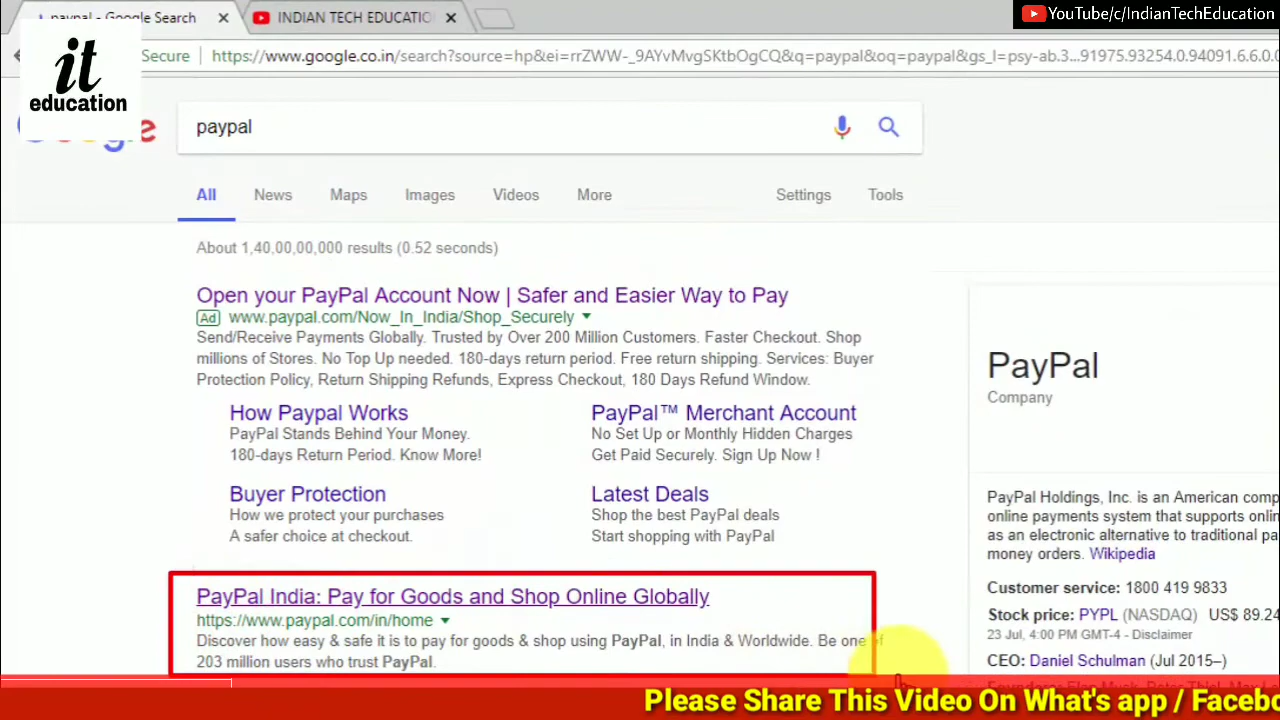 paypal - Google Search
INDIAN TECH EDUCATIO
YouTube/c/IndianTechEducation
it
education
Secure
https://www.google.co.in/search?source=hp&ei=rrZWW-_9AYvMvgSKtbOgCQ&q=paypal&oq=paypal&gs_l=psy-ab.3...91975.93254.0.94091.6.6.0.
paypal
All News Maps Images Videos More Settings Tools
About 1,40,00,00,000 results (0.52 seconds)
Open your PayPal Account Now | Safer and Easier Way to Pay
Ad www.paypal.com/Now_In_India/Shop_Securely
Send/Receive Payments Globally. Trusted by Over 200 Million Customers. Faster Checkout. Shop
millions of Stores. No Top Up needed. 180-days return period. Free return shipping. Services: Buyer
Protection Policy, Return Shipping Refunds, Express Checkout, 180 Days Refund Window.
How Paypal Works
PayPal Stands Behind Your Money.
180-days Return Period. Know More!
PayPal™ Merchant Account
No Set Up or Monthly Hidden Charges
Get Paid Securely. Sign Up Now !
Buyer Protection
How we protect your purchases
A safer choice at checkout.
Latest Deals
Shop the best PayPal deals
Start shopping with PayPal
PayPal India: Pay for Goods and Shop Online Globally
https://www.paypal.com/in/home
Discover how easy & safe it is to pay for goods & shop using PayPal, in India & Worldwide. Be one of
203 million users who trust PayPal.
PayPal
Company
PayPal Holdings, Inc. is an American comp
online payments system that supports onlin
as an electronic alternative to traditional pa
money orders. Wikipedia
Customer service: 1800 419 9833
Stock price: PYPL (NASDAQ) US$ 89.24
23 Jul, 4:00 PM GMT-4 - Disclaimer
CEO: Daniel Schulman (Jul 2015–)
Please Share This Video On What's app / Facebo